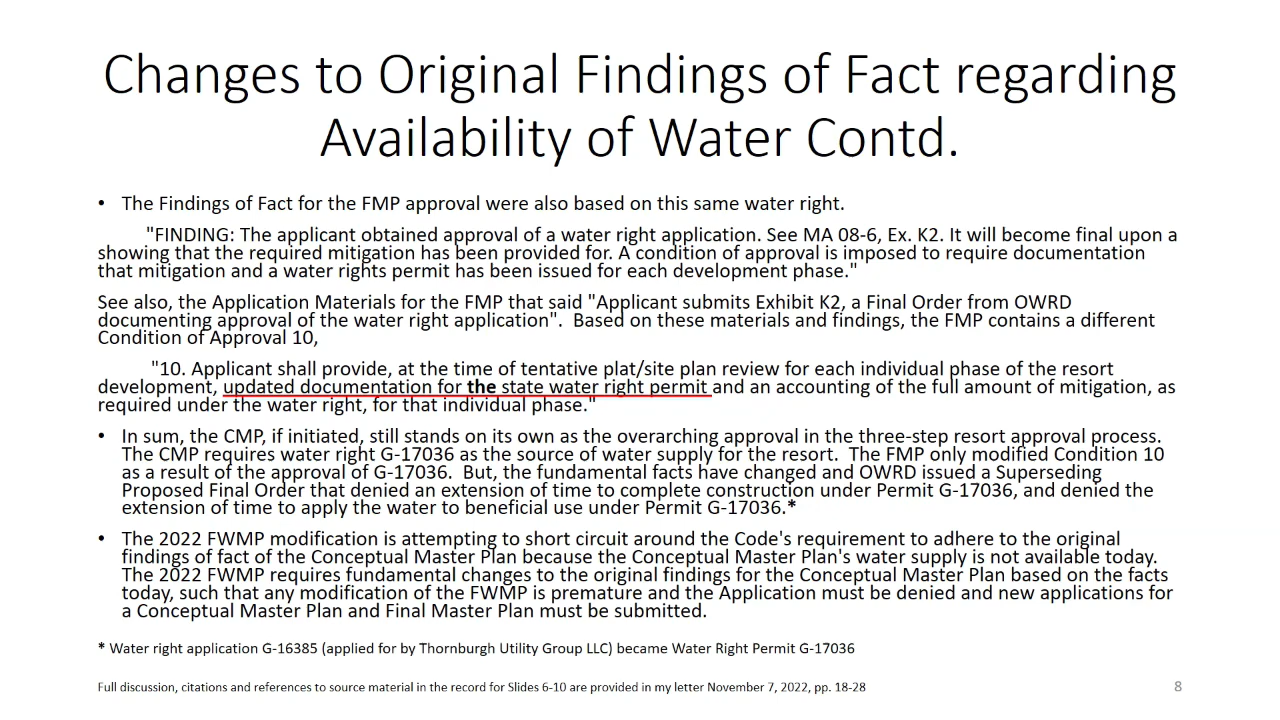 Changes to Original Findings of Fact regarding
Availability of Water Contd.
• The Findings of Fact for the FMP approval were also based on this same water right.
"FINDING: The applicant obtained approval of a water right application. See MA 08-6, Ex. K2. It will become final upon a
showing that the required mitigation has been provided for. A condition of approval is imposed to require documentation
that mitigation and a water rights permit has been issued for each development phase."
See also, the Application Materials for the FMP that said "Applicant submits Exhibit K2, a Final Order from OWRD
documenting approval of the water right application". Based on these materials and findings, the FMP contains a different
Condition of Approval 10,
"10. Applicant shall provide, at the time of tentative plat/site plan review for each individual phase of the resort
development, updated documentation for the state water right permit and an accounting of the full amount of mitigation, as
required under the water right, for that individual phase."
• In sum, the CMP, if initiated, still stands on its own as the overarching approval in the three-step resort approval process.
The CMP requires water right G-17036 as the source of water supply for the resort. The FMP only modified Condition 10
as a result of the approval of G-17036. But, the fundamental facts have changed and OWRD issued a Superseding
Proposed Final Order that denied an extension of time to complete construction under Permit G-17036, and denied the
extension of time to apply the water to beneficial use under Permit G-17036.*
• The 2022 FWMP modification is attempting to short circuit around the Code's requirement to adhere to the original
findings of fact of the Conceptual Master Plan because the Conceptual Master Plan's water supply is not available today.
The 2022 FWMP requires fundamental changes to the original findings for the Conceptual Master Plan based on the facts
today, such that any modification of the FWMP is premature and the Application must be denied and new applications for
a Conceptual Master Plan and Final Master Plan must be submitted.
* Water right application G-16385 (applied for by Thornburgh Utility Group LLC) became Water Right Permit G-17036
Full discussion, citations and references to source material in the record for Slides 6-10 are provided in my letter November 7, 2022, pp. 18-28
8